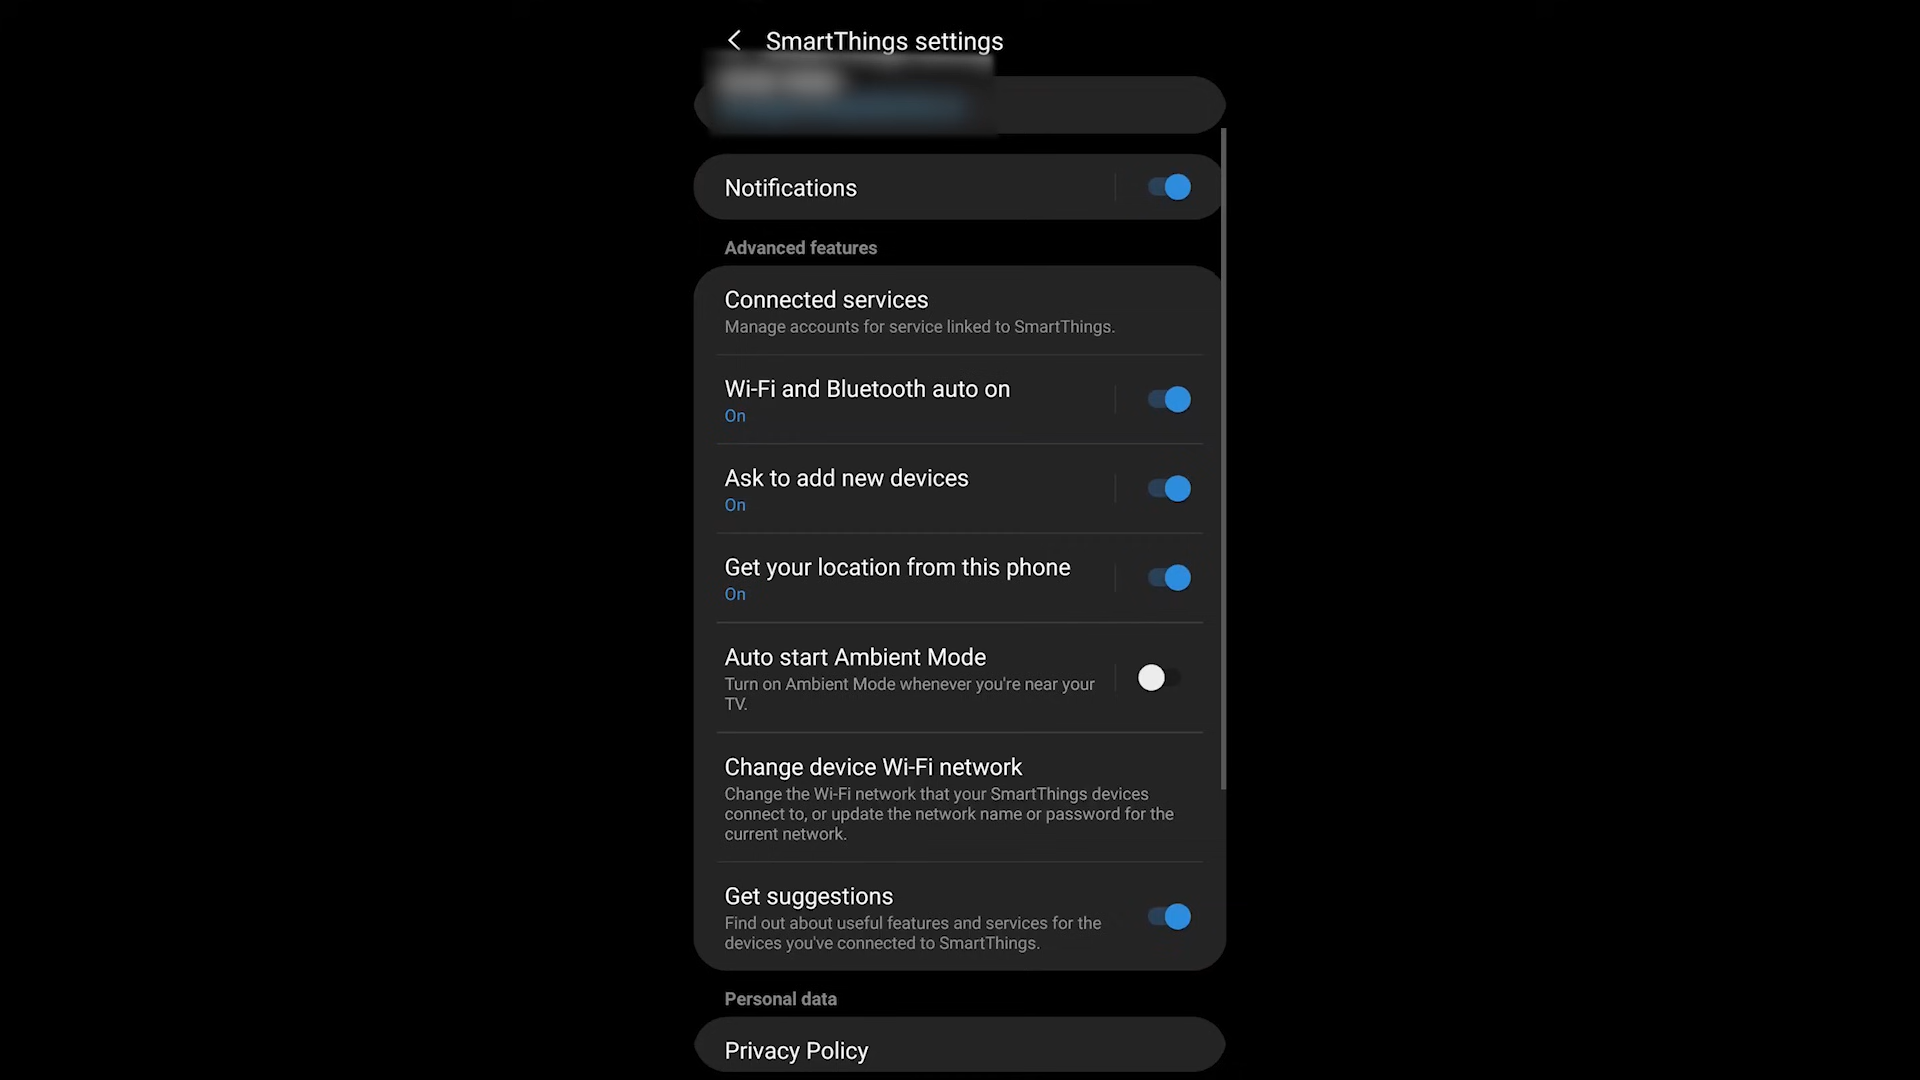 SmartThings settings
Notifications
Advanced features
Connected services
Manage accounts for service linked to SmartThings.
Wi-Fi and Bluetooth auto on
On
Ask to add new devices
On
Get your location from this phone
On
Auto start Ambient Mode
Turn on Ambient Mode whenever you're near your
TV.
Change device Wi-Fi network
Change the Wi-Fi network that your SmartThings devices
connect to, or update the network name or password for the
current network.
Get suggestions
Find out about useful features and services for the
devices you've connected to SmartThings.
Personal data
Privacy Policy